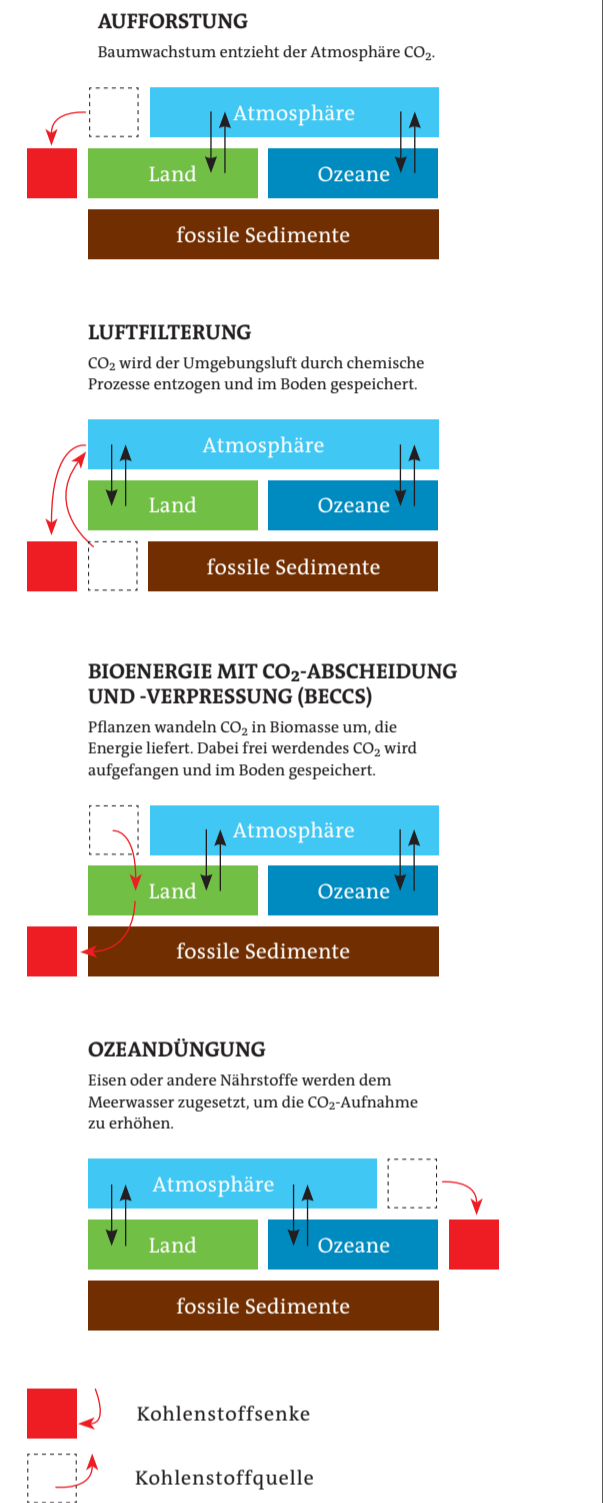 AUFFORSTUNG
Baumwachstum entzieht der Atmosphäre CO₂.
Atmosphäre
Land
Ozeane
fossile Sedimente
LUFTFILTERUNG
CO₂ wird der Umgebungsluft durch chemische
Prozesse entzogen und im Boden gespeichert.
Atmosphäre
Land
Ozeane
fossile Sedimente
BIOENERGIE MIT CO₂-ABSCHEIDUNG
UND -VERPRESSUNG (BECCS)
Pflanzen wandeln CO₂ in Biomasse um, die
Energie liefert. Dabei frei werdendes CO₂ wird
aufgefangen und im Boden gespeichert.
Atmosphäre
Land
Ozeane
fossile Sedimente
OZEANDÜNGUNG
Eisen oder andere Nährstoffe werden dem
Meerwasser zugesetzt, um die CO₂-Aufnahme
zu erhöhen.
Atmosphäre
Land
Ozeane
fossile Sedimente
Kohlenstoffsenke
Kohlenstoffquelle